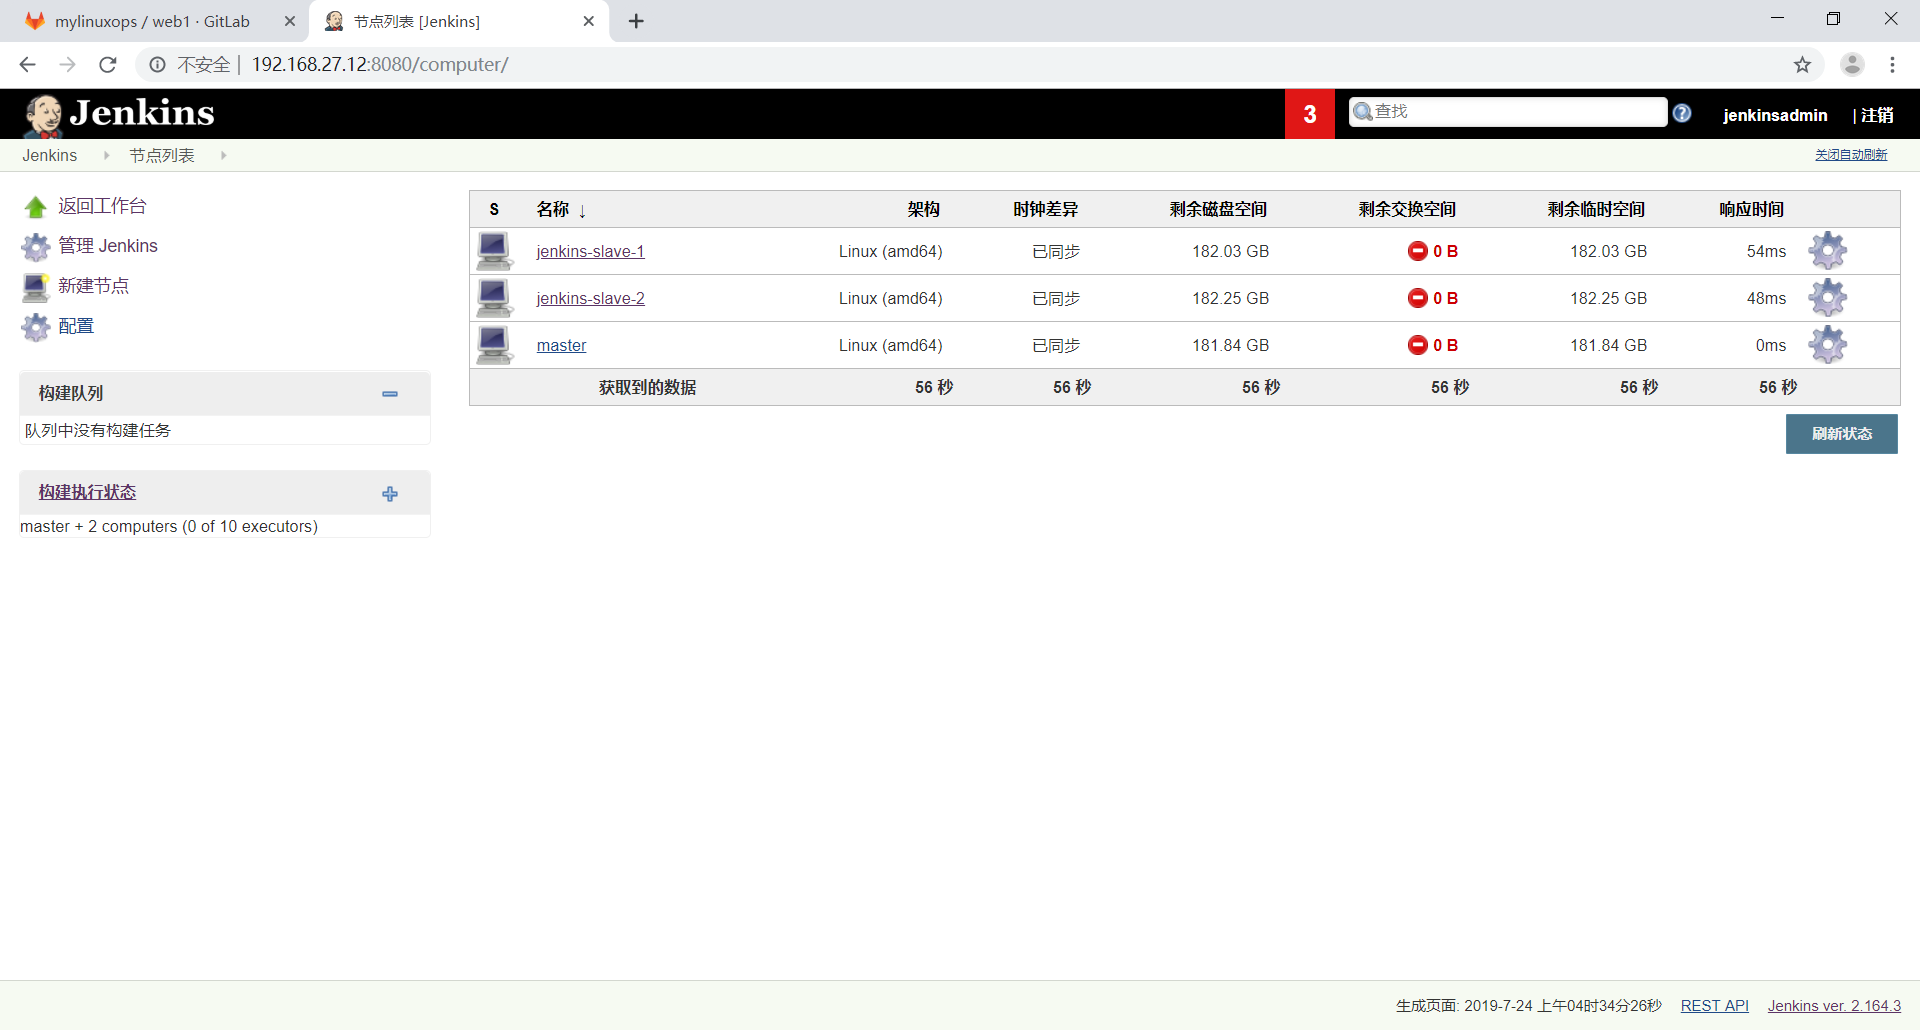 mylinuxops / web1 · GitLab
节点列表 [Jenkins]
不安全 | 192.168.27.12:8080/computer/
Jenkins
3
查找
jenkinsadmin
| 注销
Jenkins
节点列表
关闭自动刷新
返回工作台
管理 Jenkins
新建节点
配置
构建队列
队列中没有构建任务
构建执行状态
master + 2 computers (0 of 10 executors)
S 名称 ↓ 架构 时钟差异 剩余磁盘空间 剩余交换空间 剩余临时空间 响应时间
jenkins-slave-1 Linux (amd64) 已同步 182.03 GB 0 B 182.03 GB 54ms
jenkins-slave-2 Linux (amd64) 已同步 182.25 GB 0 B 182.25 GB 48ms
master Linux (amd64) 已同步 181.84 GB 0 B 181.84 GB 0ms
获取到的数据 56 秒 56 秒 56 秒 56 秒 56 秒 56 秒
刷新状态
生成页面: 2019-7-24 上午04时34分26秒 REST API Jenkins ver. 2.164.3